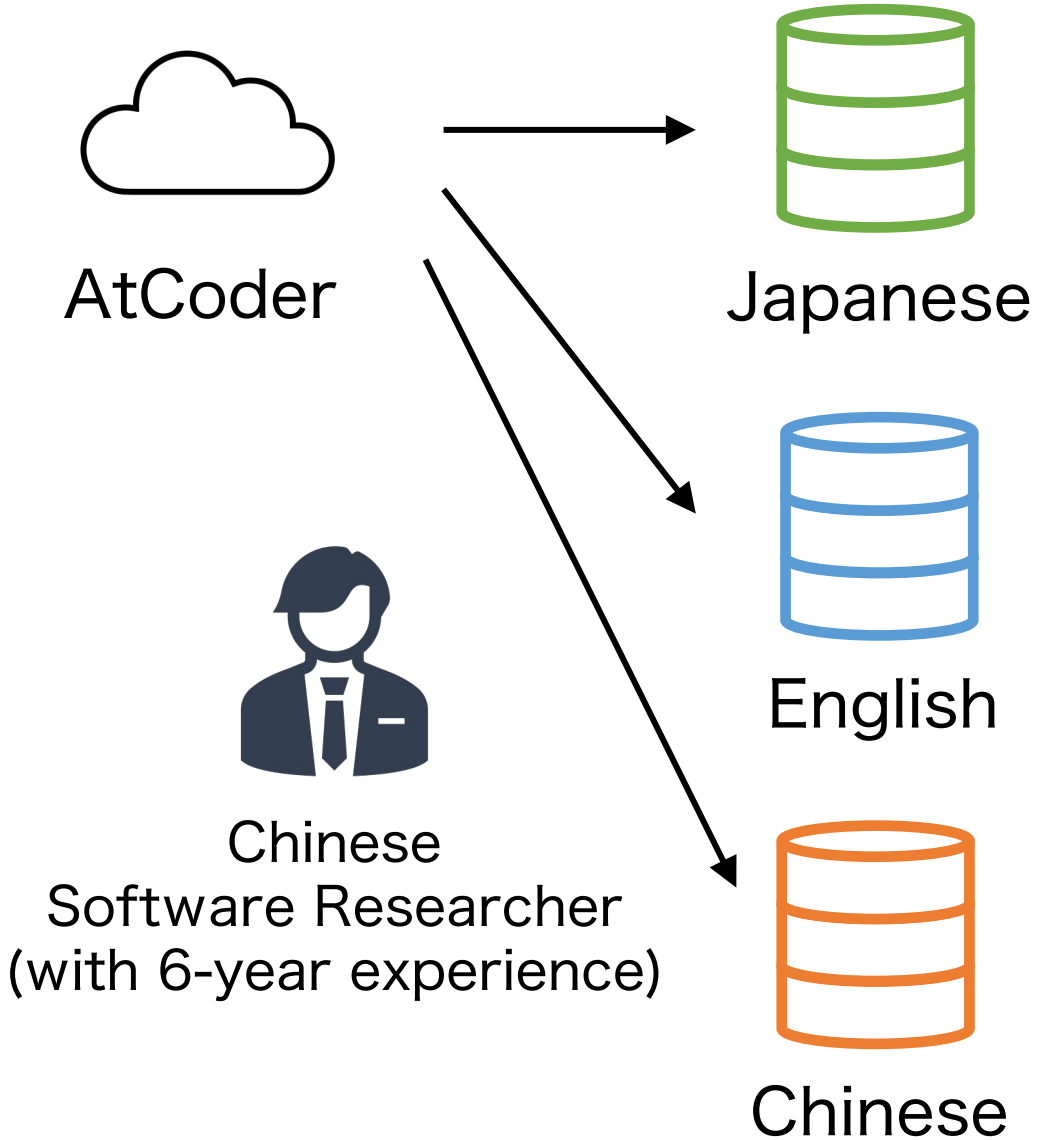 AtCoder
Japanese
English
Chinese
Software Researcher
(with 6-year experience)
Chinese